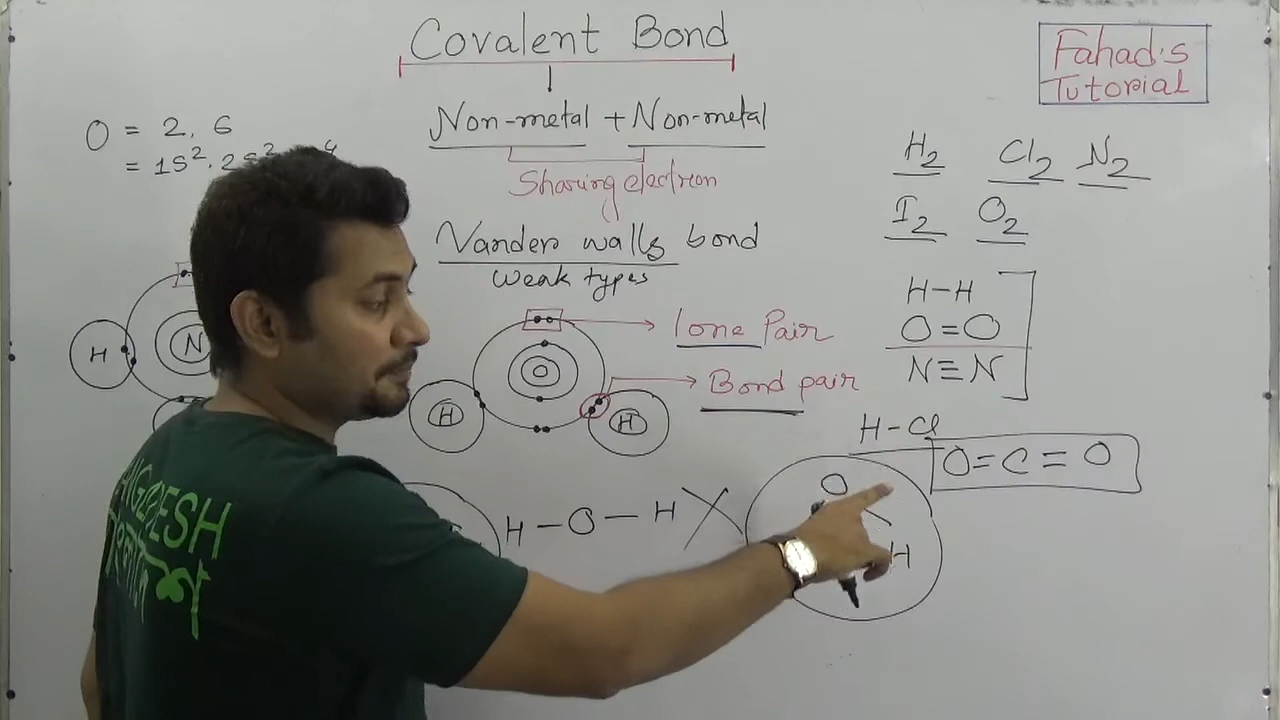 Covalent Bond
Fahad's
Tutorial
Non-metal + Non-metal
Sharing electron
O = 2, 6
= 1S². 2S²
H₂ Cl₂ N₂
I₂ O₂
Vander walls bond
Weak types
H-H
O=O
N≡N
lone Pair
Bond pair
H N
O
H H
H-Cl
O=C=O
H-O-H
O
H